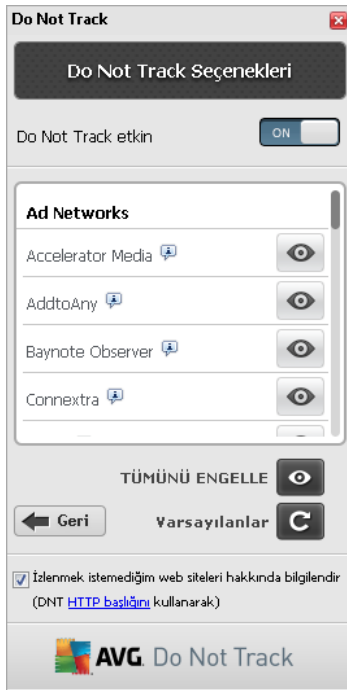 Do Not Track
Do Not Track Seçenekleri
Do Not Track etkin
ON
Ad Networks
Accelerator Media
AddtoAny
Baynote Observer
Connextra
TÜMÜNÜ ENGELLE
Geri
Varsayılanlar
İzlenmek istemediğim web siteleri hakkında bilgilendir
(DNT HTTP başlığını kullanarak)
AVG. Do Not Track